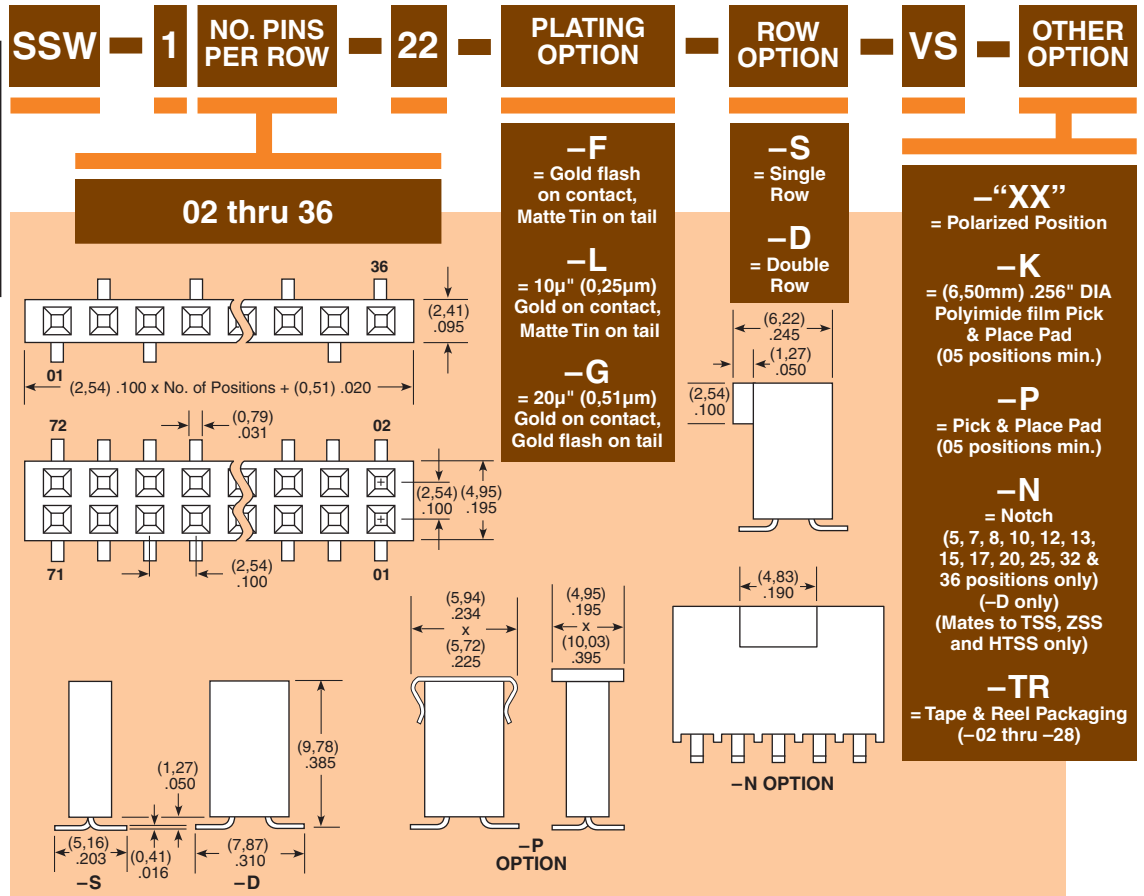 SSW
1
NO. PINS
PER ROW
22
PLATING
OPTION
ROW
OPTION
VS
OTHER
OPTION
02 thru 36
–F
= Gold flash
on contact,
Matte Tin on tail
–L
= 10µ" (0,25µm)
Gold on contact,
Matte Tin on tail
–G
= 20µ" (0,51µm)
Gold on contact,
Gold flash on tail
–S
= Single
Row
–D
= Double
Row
–“XX”
= Polarized Position
–K
= (6,50mm) .256" DIA
Polyimide film Pick
& Place Pad
(05 positions min.)
–P
= Pick & Place Pad
(05 positions min.)
–N
= Notch
(5, 7, 8, 10, 12, 13,
15, 17, 20, 25, 32 &
36 positions only)
(–D only)
(Mates to TSS, ZSS
and HTSS only)
–TR
= Tape & Reel Packaging
(–02 thru –28)
36
(2,41)
.095
01
(2,54) .100 x No. of Positions + (0,51) .020
72
(0,79)
.031
02
(2,54)
.100
(4,95)
.195
71
(2,54)
.100
01
(6,22)
.245
(1,27)
.050
(2,54)
.100
(9,78)
.385
(1,27)
.050
(5,16)
.203
(0,41)
.016
(7,87)
.310
–S
–D
(5,94)
.234
x
(5,72)
.225
(4,95)
.195
x
(10,03)
.395
–P
OPTION
(4,83)
.190
–N OPTION